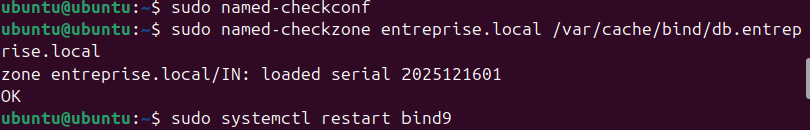 ubuntu@ubuntu:~$ sudo named-checkconf
ubuntu@ubuntu:~$ sudo named-checkzone entreprise.local /var/cache/bind/db.entrep
rise.local
zone entreprise.local/IN: loaded serial 2025121601
OK
ubuntu@ubuntu:~$ sudo systemctl restart bind9